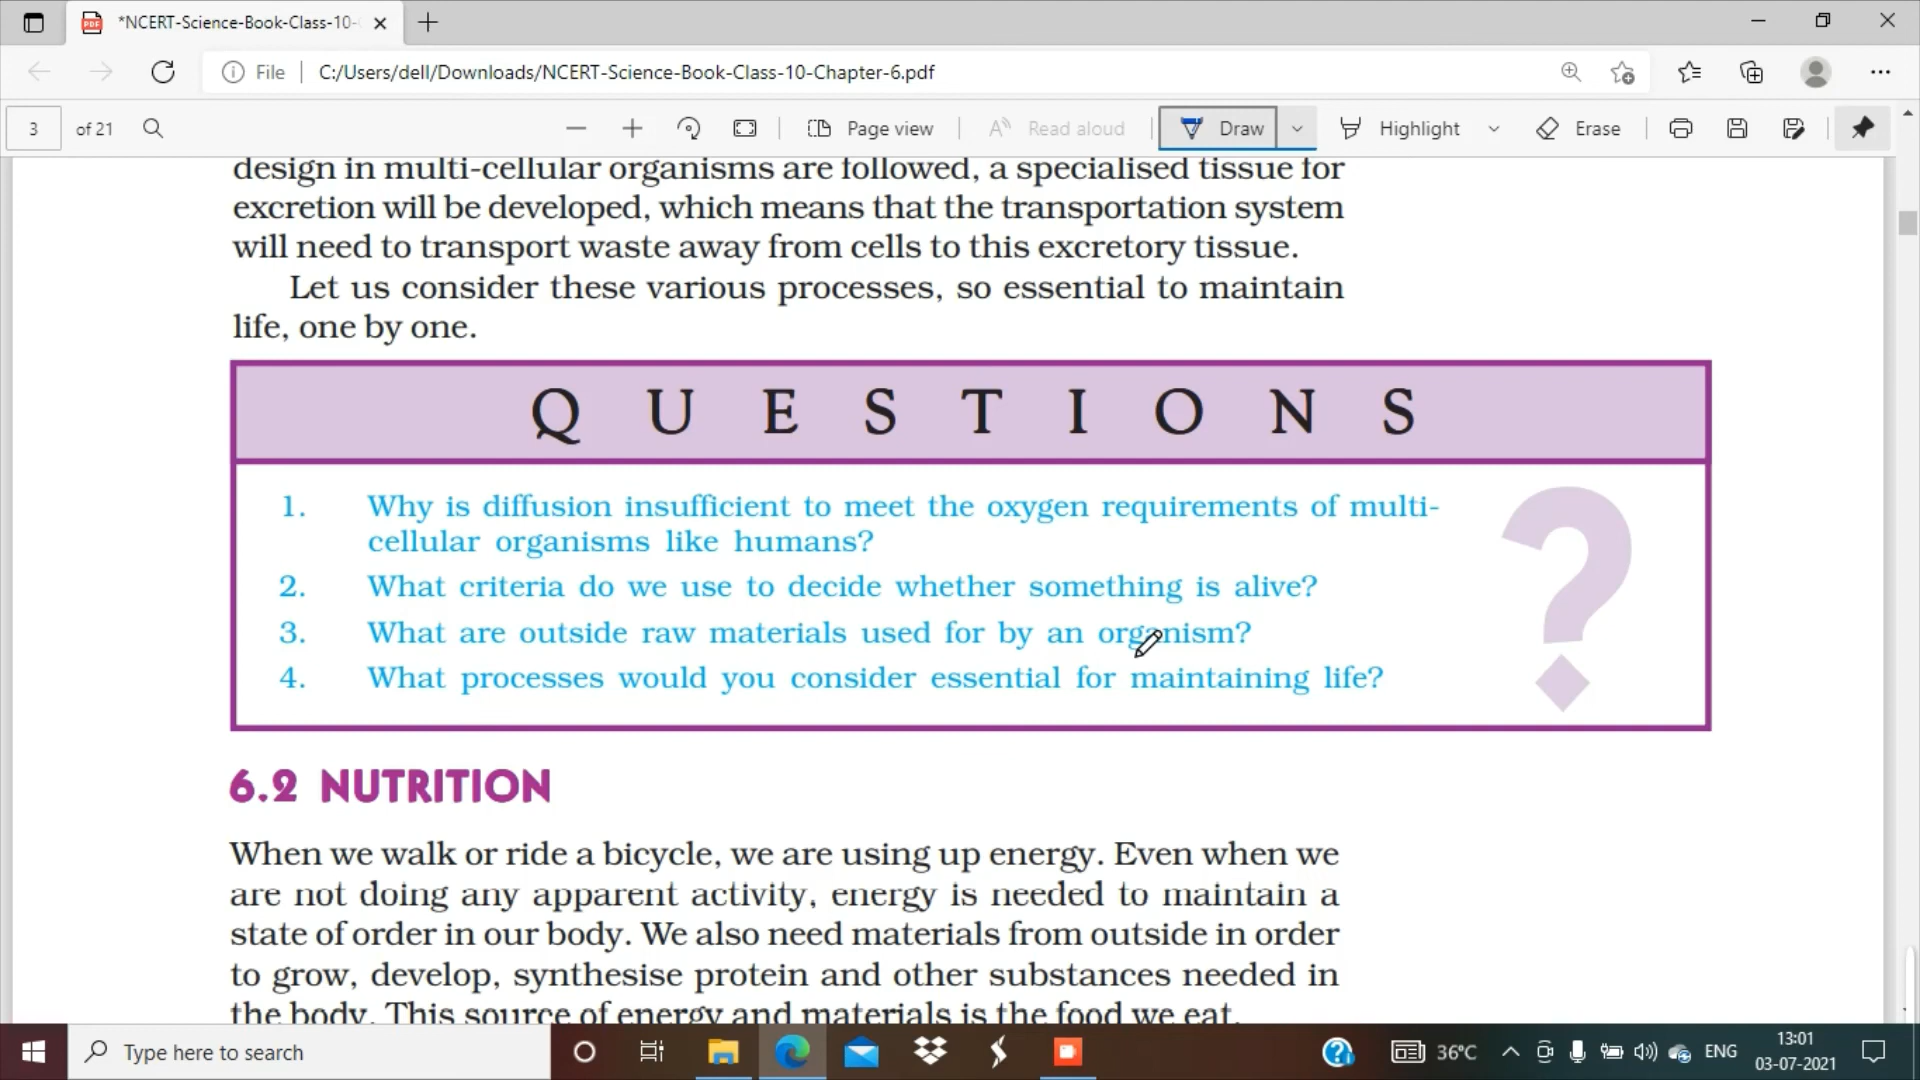 *NCERT-Science-Book-Class-10-
File
C:/Users/dell/Downloads/NCERT-Science-Book-Class-10-Chapter-6.pdf
3 of 21
Page view
Read aloud
Draw
Highlight
Erase
design in multi-cellular organisms are followed, a specialised tissue for
excretion will be developed, which means that the transportation system
will need to transport waste away from cells to this excretory tissue.
Let us consider these various processes, so essential to maintain
life, one by one.
Q U E S T I O N S
1. Why is diffusion insufficient to meet the oxygen requirements of multi-
cellular organisms like humans?
2. What criteria do we use to decide whether something is alive?
3. What are outside raw materials used for by an organism?
4. What processes would you consider essential for maintaining life?
?
6.2 NUTRITION
When we walk or ride a bicycle, we are using up energy. Even when we
are not doing any apparent activity, energy is needed to maintain a
state of order in our body. We also need materials from outside in order
to grow, develop, synthesise protein and other substances needed in
the body. This source of energy and materials is the food we eat.
Type here to search
36°C
ENG
13:01
03-07-2021